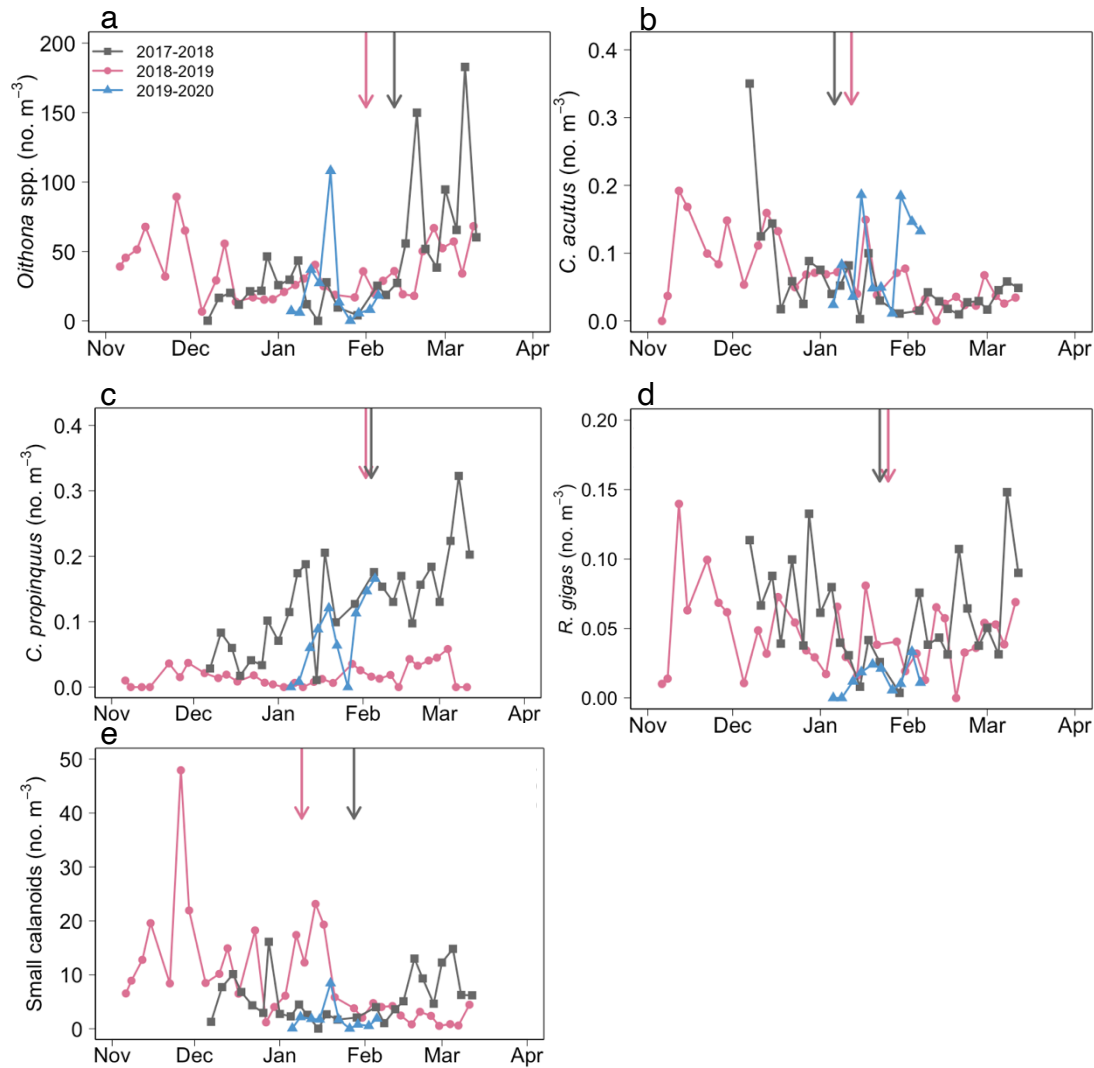 a
Oithona spp. (no. m⁻³)
200
150
100
50
0
2017-2018
2018-2019
2019-2020
Nov Dec Jan Feb Mar Apr
b
C. acutus (no. m⁻³)
0.4
0.3
0.2
0.1
0.0
Nov Dec Jan Feb Mar Apr
c
C. propinquus (no. m⁻³)
0.4
0.3
0.2
0.1
0.0
Nov Dec Jan Feb Mar Apr
d
R. gigas (no. m⁻³)
0.20
0.15
0.10
0.05
0.00
Nov Dec Jan Feb Mar Apr
e
Small calanoids (no. m⁻³)
50
40
30
20
10
0
Nov Dec Jan Feb Mar Apr